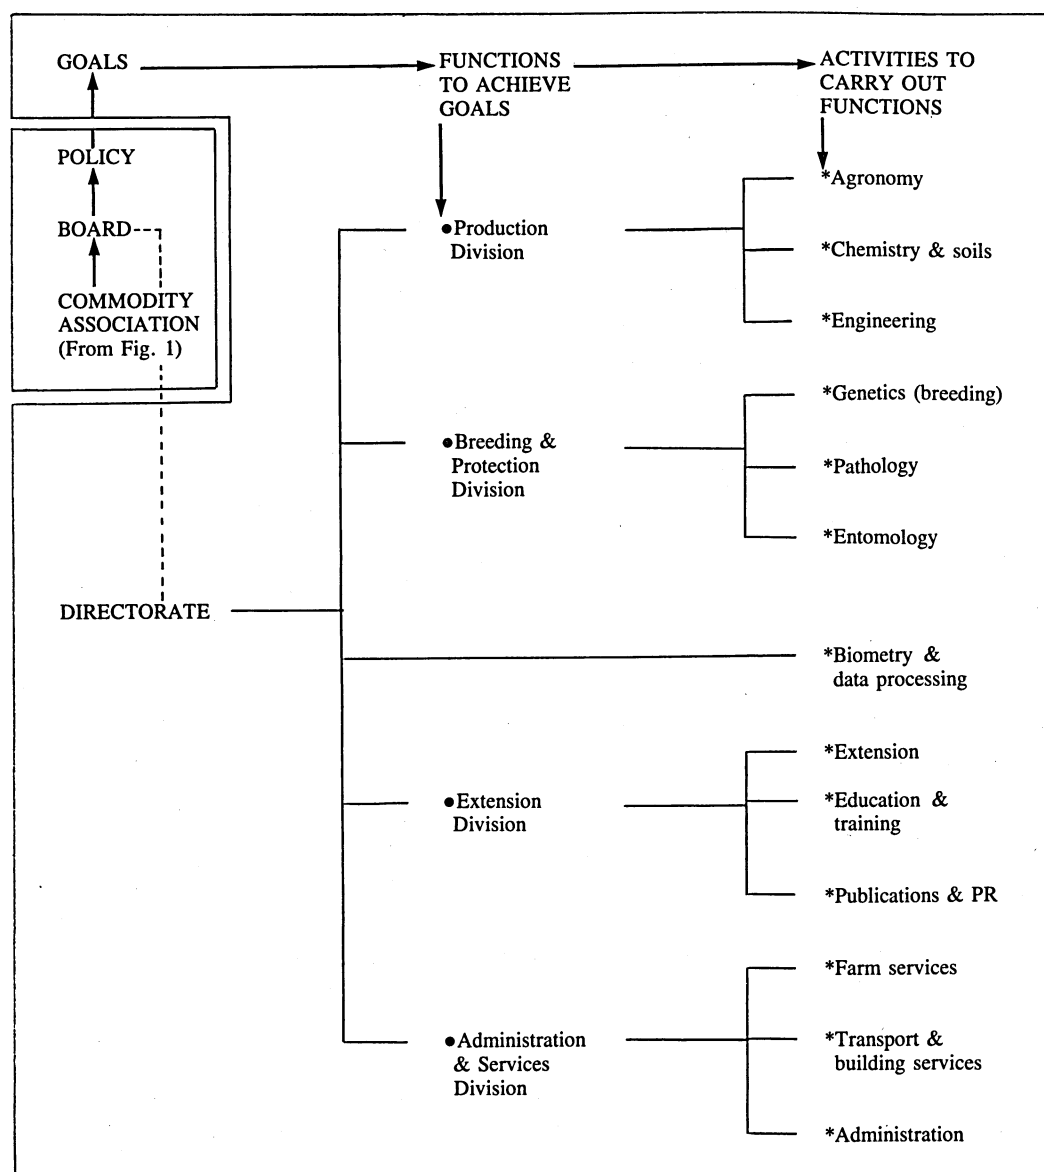 GOALS
FUNCTIONS
TO ACHIEVE
GOALS
ACTIVITIES TO
CARRY OUT
FUNCTIONS
POLICY
BOARD
COMMODITY
ASSOCIATION
(From Fig. 1)
DIRECTORATE
●Production
Division
*Agronomy
*Chemistry & soils
*Engineering
●Breeding &
Protection
Division
*Genetics (breeding)
*Pathology
*Entomology
*Biometry &
data processing
●Extension
Division
*Extension
*Education &
training
*Publications & PR
●Administration
& Services
Division
*Farm services
*Transport &
building services
*Administration